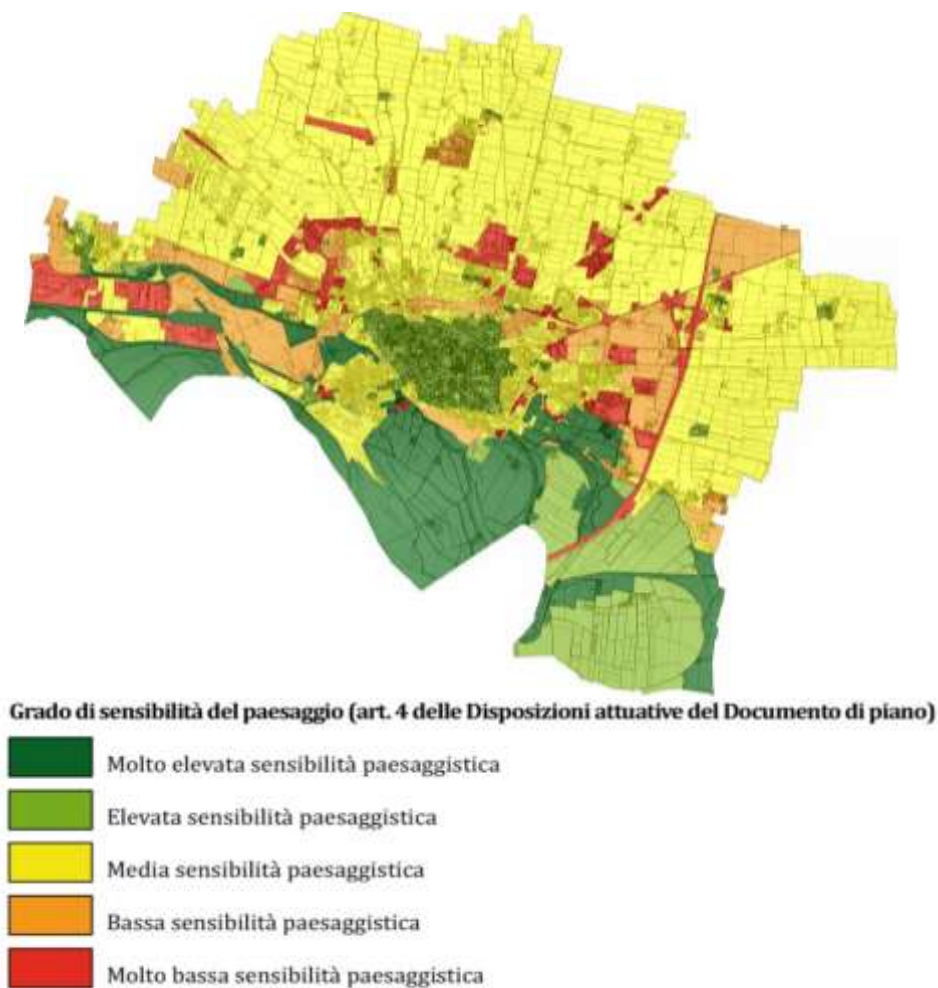 Grado di sensibilità del paesaggio (art. 4 delle Disposizioni attuative del Documento di piano)
Molto elevata sensibilità paesaggistica
Elevata sensibilità paesaggistica
Media sensibilità paesaggistica
Bassa sensibilità paesaggistica
Molto bassa sensibilità paesaggistica